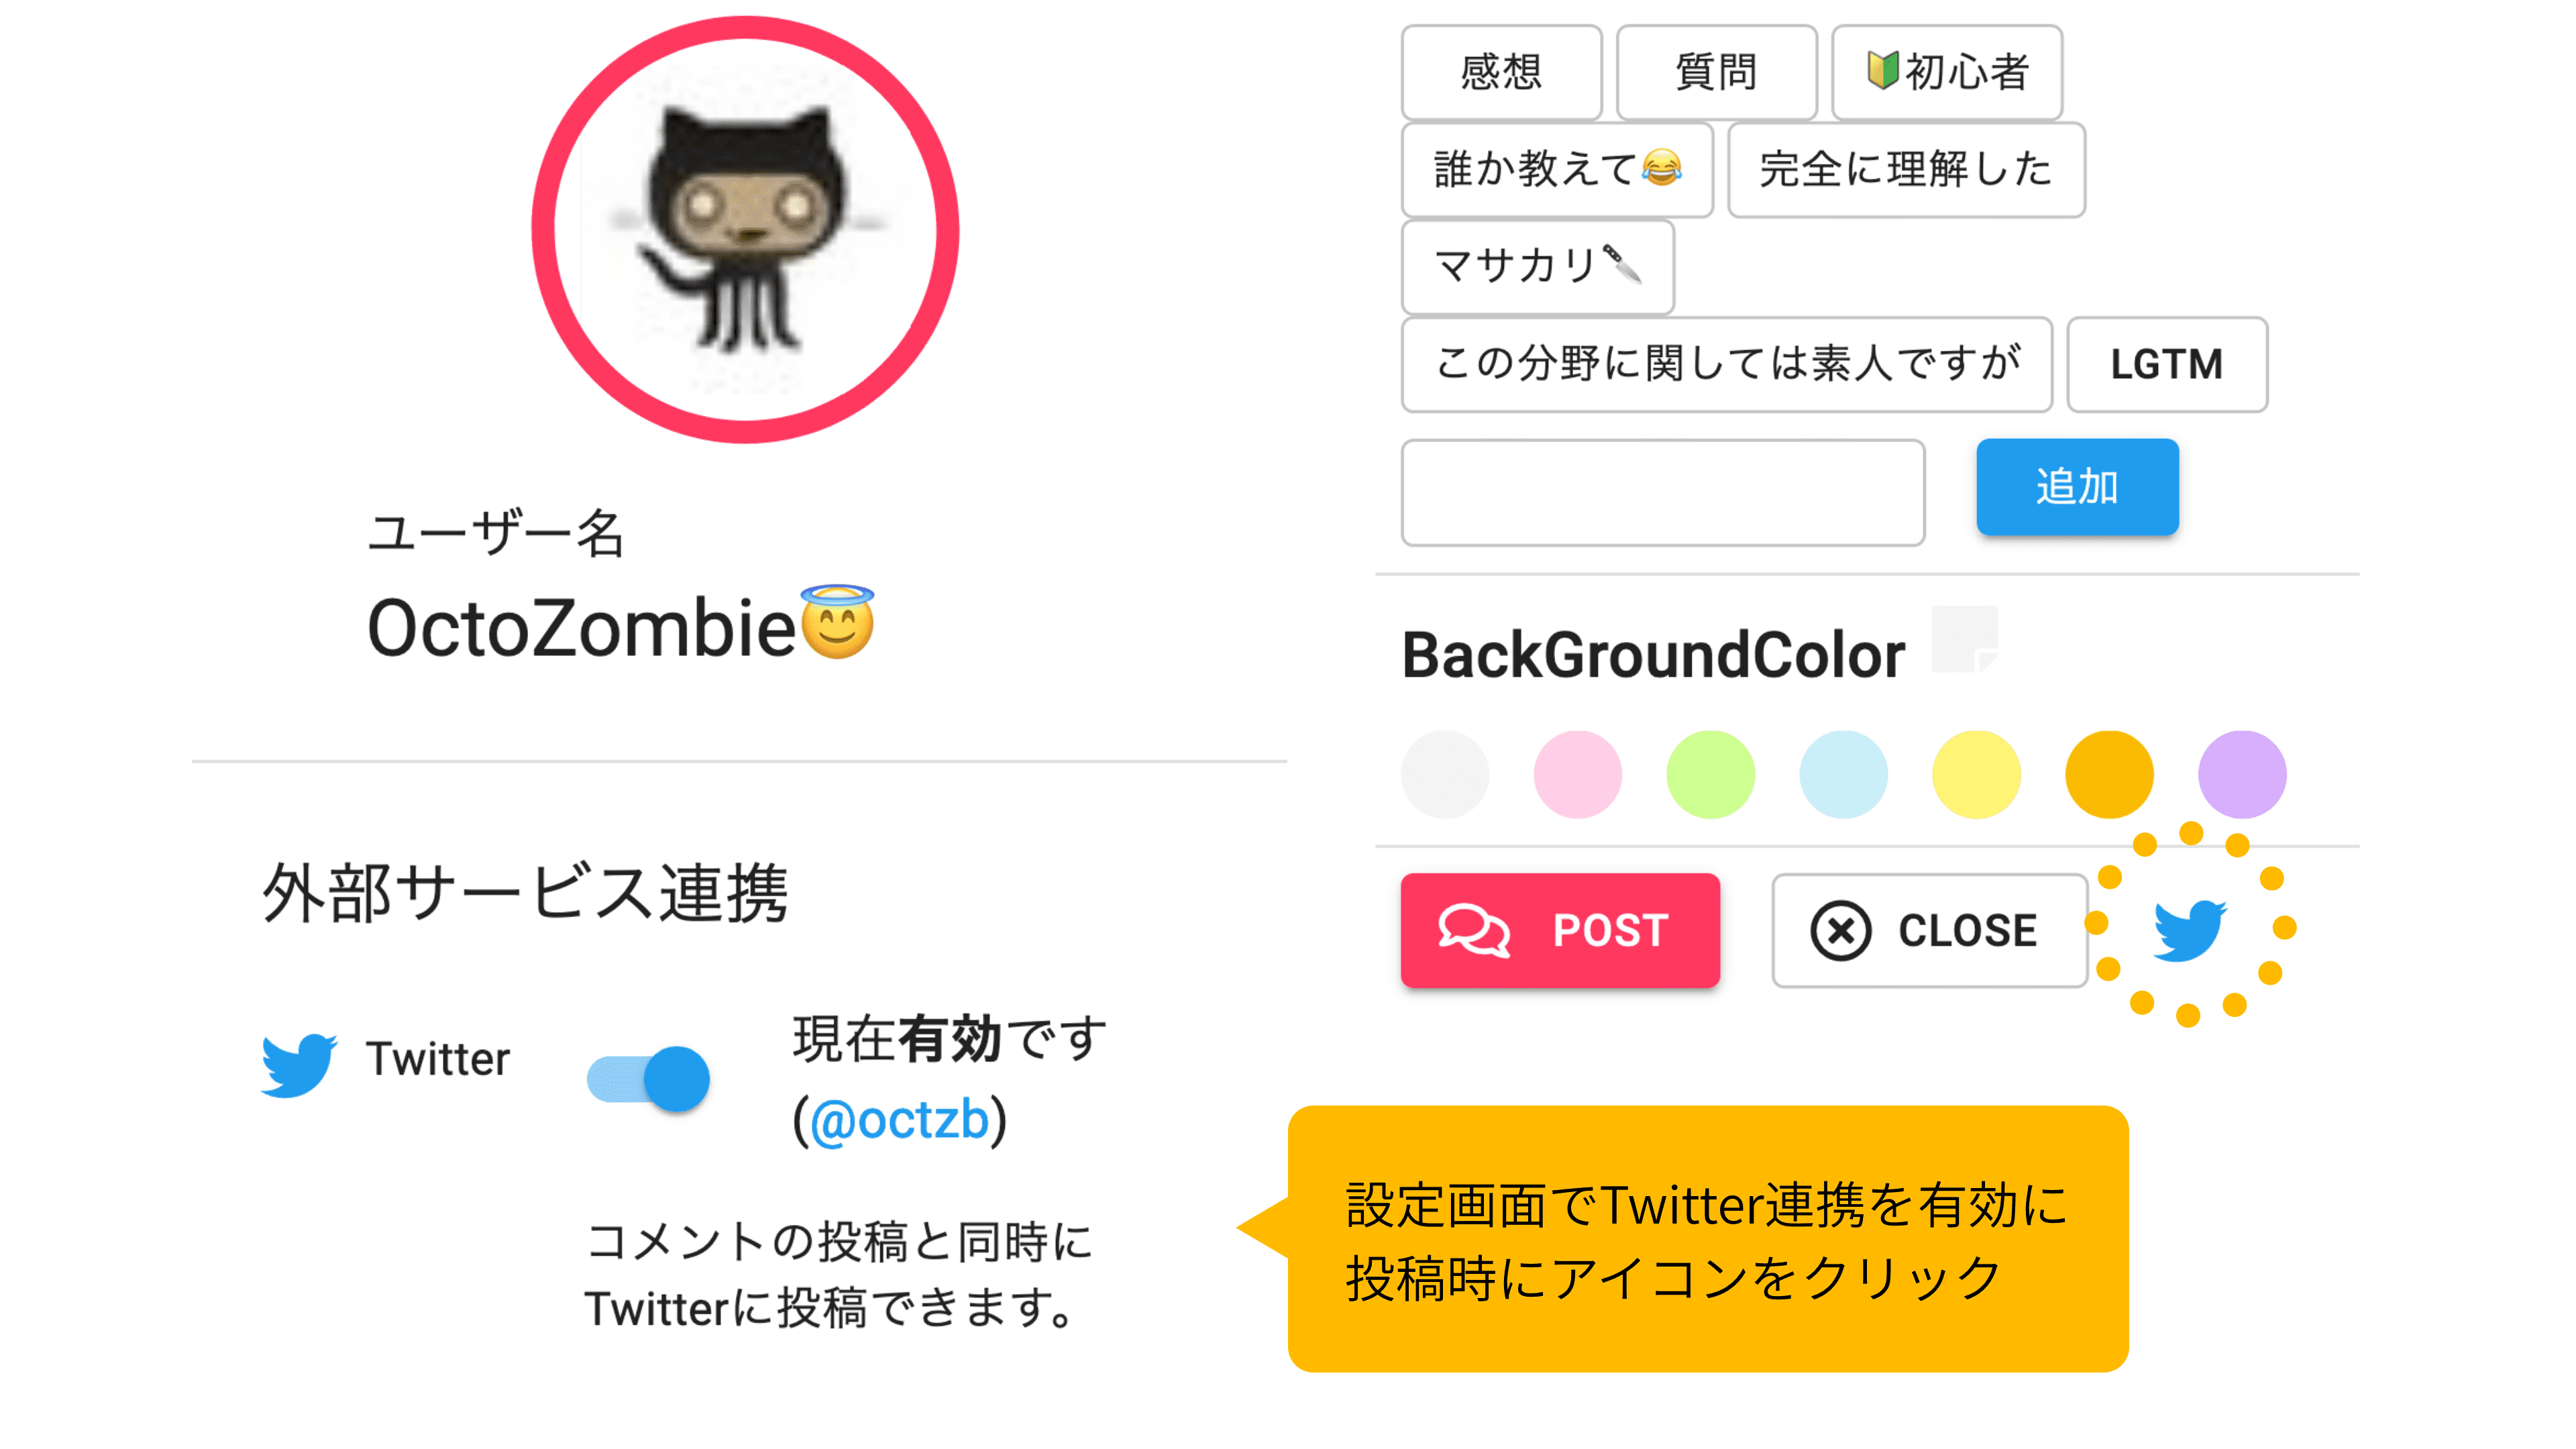 ユーザー名
OctoZombie😇
外部サービス連携
Twitter
現在有効です
(@octzb)
コメントの投稿と同時に
Twitterに投稿できます。
感想
質問
🔰初心者
誰か教えて😂
完全に理解した
マサカリ🔪
この分野に関しては素人ですが
LGTM
追加
BackGroundColor
POST
CLOSE
設定画面でTwitter連携を有効に
投稿時にアイコンをクリック